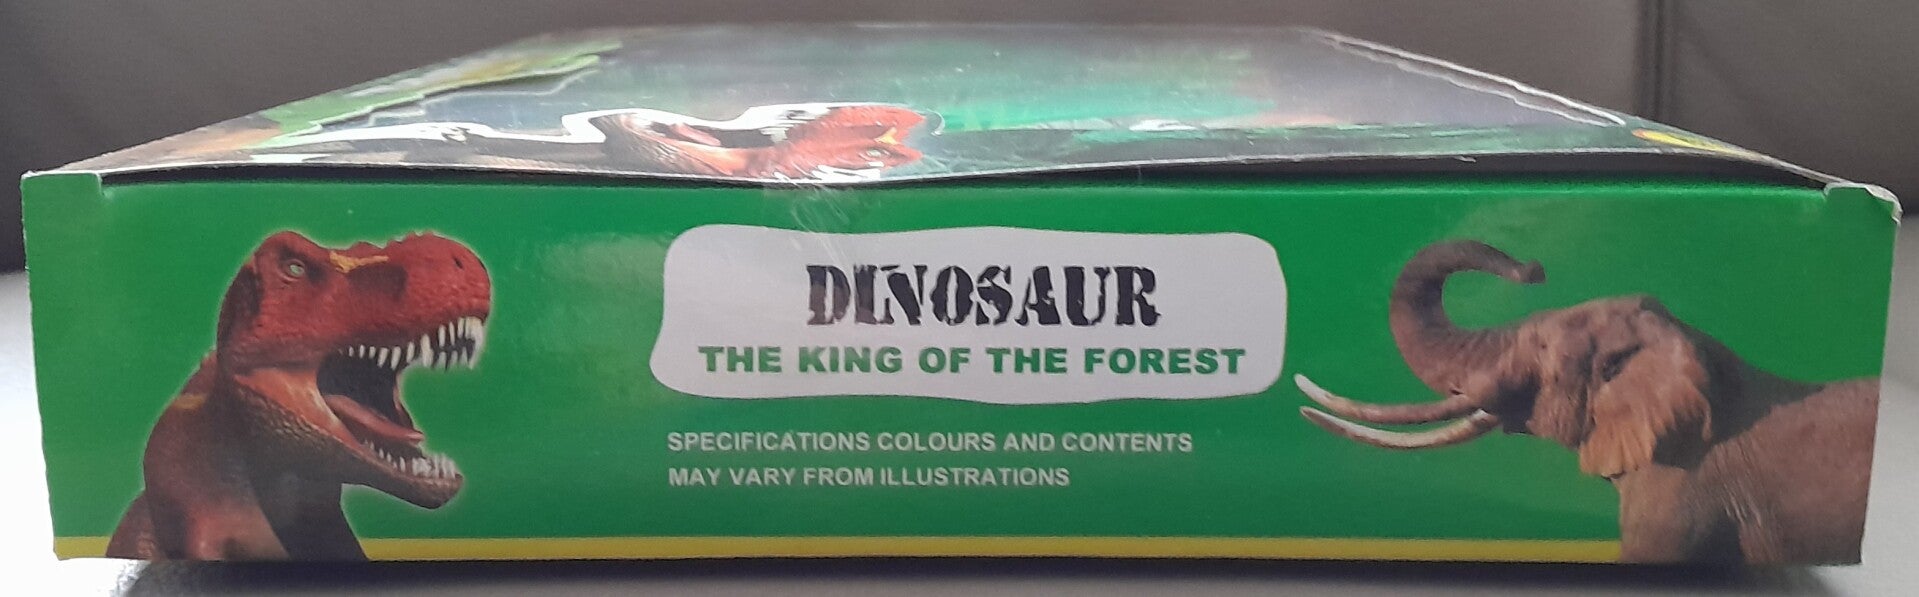 DINOSAUR
THE KING OF THE FOREST
SPECIFICATIONS COLOURS AND CONTENTS
MAY VARY FROM ILLUSTRATIONS